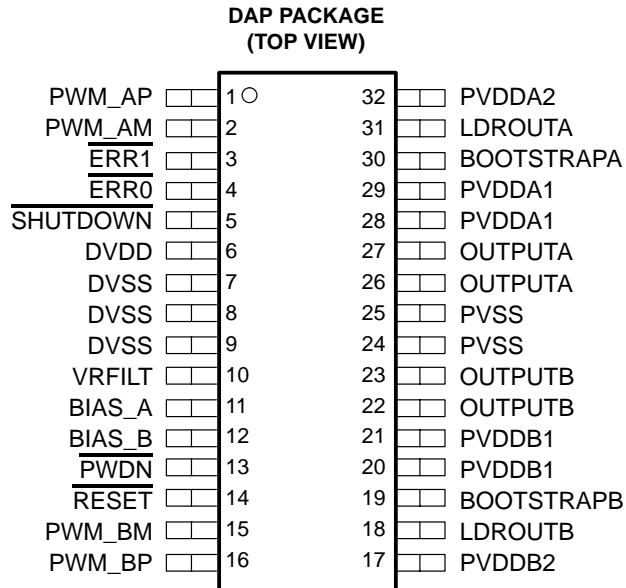 DAP PACKAGE
(TOP VIEW)
PWM_AP 1 32 PVDDA2
PWM_AM 2 31 LDROUTA
ERR1 3 30 BOOTSTRAPA
ERR0 4 29 PVDDA1
SHUTDOWN 5 28 PVDDA1
DVDD 6 27 OUTPUTA
DVSS 7 26 OUTPUTA
DVSS 8 25 PVSS
DVSS 9 24 PVSS
VRFILT 10 23 OUTPUTB
BIAS_A 11 22 OUTPUTB
BIAS_B 12 21 PVDDB1
PWDN 13 20 PVDDB1
RESET 14 19 BOOTSTRAPB
PWM_BM 15 18 LDROUTB
PWM_BP 16 17 PVDDB2